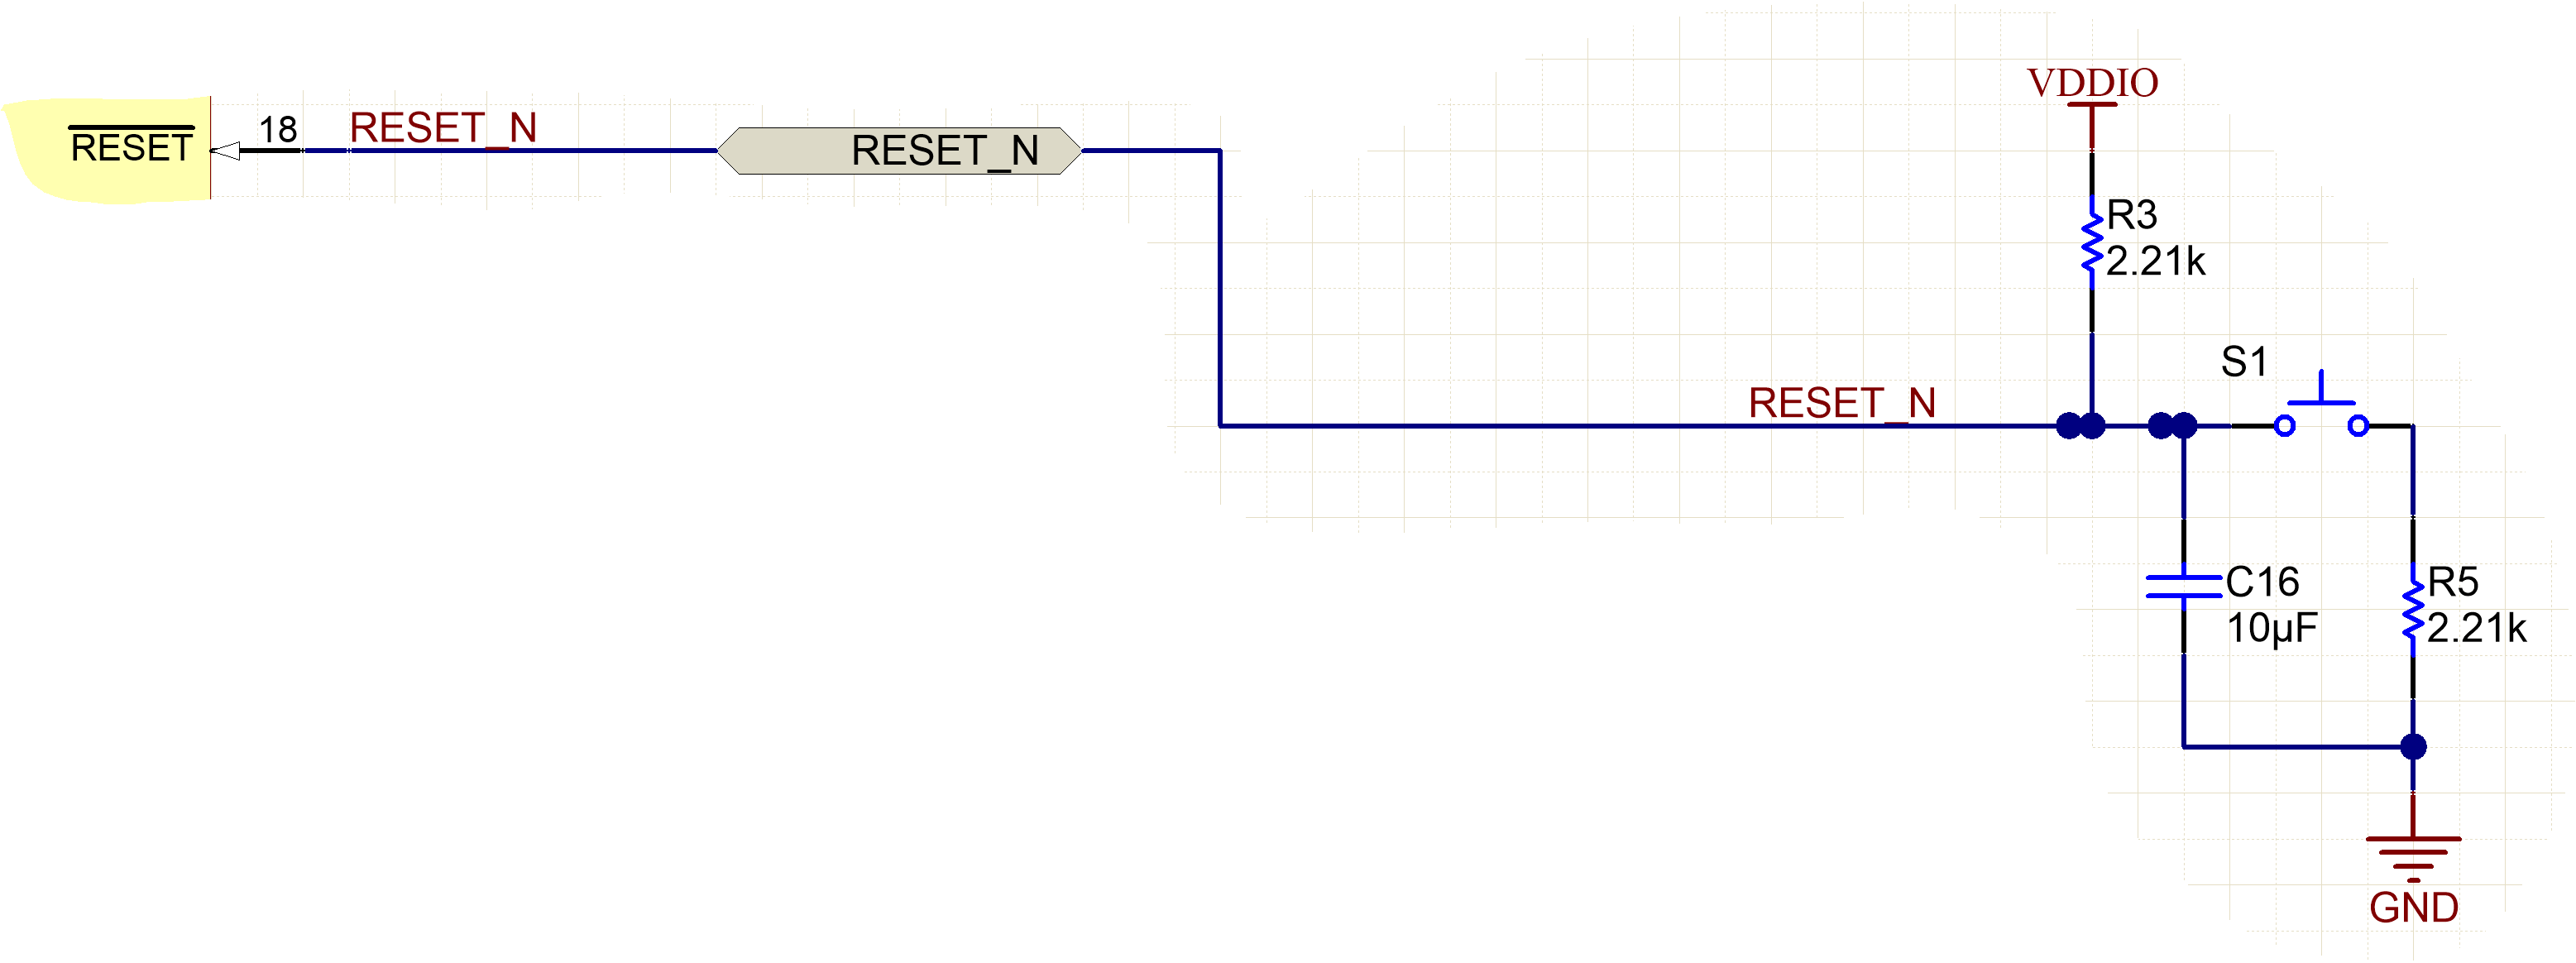 VDDIO
RESET
18
RESET_N
RESET_N
R3
2.21k
S1
RESET_N
C16
10µF
R5
2.21k
GND